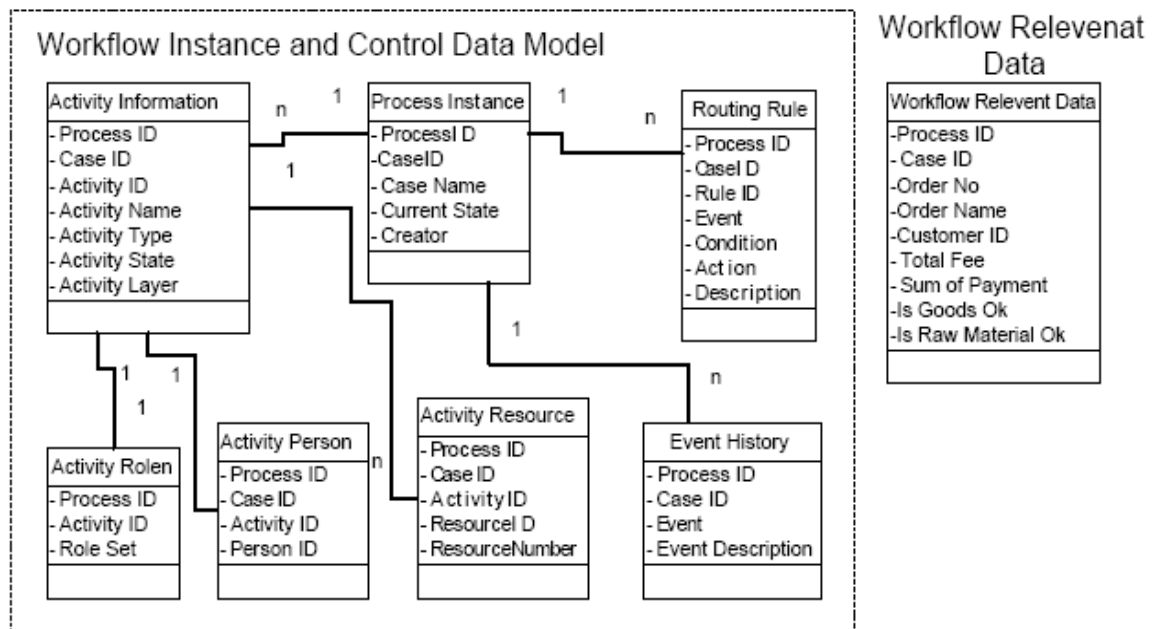 Workflow Instance and Control Data Model
Workflow Relevenat
Data
Activity Information
- Process ID
- Case ID
- Activity ID
- Activity Name
- Activity Type
- Activity State
- Activity Layer
n
1
1
Process Instance
- ProcessI D
-CaseID
- Case Name
- Current State
- Creator
1
n
Routing Rule
- Process ID
- CaseI D
- Rule ID
- Event
- Condition
- Action
- Description
Workflow Relevent Data
-Process ID
- Case ID
-Order No
-Order Name
-Customer ID
- Total Fee
- Sum of Payment
-Is Goods Ok
-Is Raw Material Ok
1
n
1
1
1
Activity Rolen
- Process ID
- Activity ID
- Role Set
Activity Person
- Process ID
- Case ID
- Activity ID
- Person ID
n
Activity Resource
- Process ID
- Case ID
- Activity ID
- ResourceI D
- ResourceNumber
Event History
- Process ID
- Case ID
- Event
- Event Description